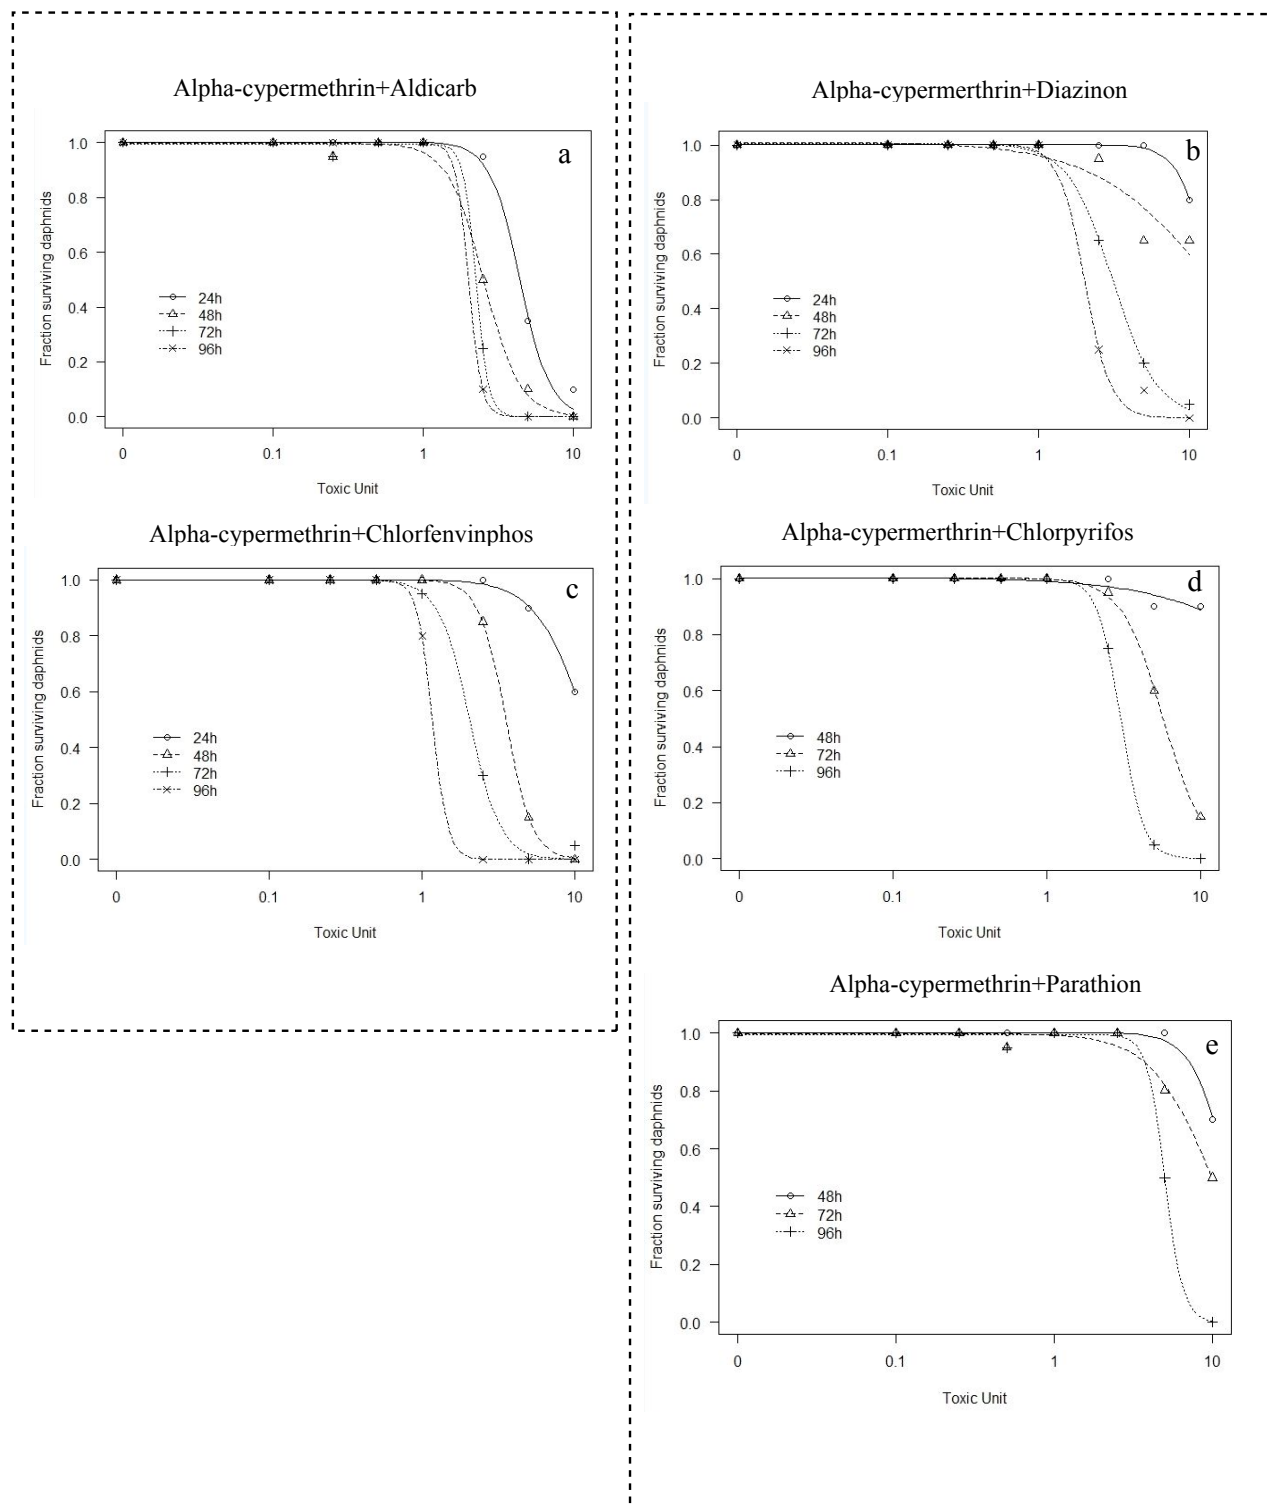 Alpha-cypermethrin+Aldicarb
a
1.0
0.8
0.6
0.4
0.2
0.0
Fraction surviving daphnids
24h
48h
72h
96h
0 0.1 1 10
Toxic Unit
Alpha-cypermerthrin+Diazinon
b
1.0
0.8
0.6
0.4
0.2
0.0
Fraction surviving daphnids
24h
48h
72h
96h
0 0.1 1 10
Toxic Unit
Alpha-cypermethrin+Chlorfenvinphos
c
1.0
0.8
0.6
0.4
0.2
0.0
Fraction surviving daphnids
24h
48h
72h
96h
0 0.1 1 10
Toxic Unit
Alpha-cypermerthrin+Chlorpyrifos
d
1.0
0.8
0.6
0.4
0.2
0.0
Fraction surviving daphnids
48h
72h
96h
0 0.1 1 10
Toxic Unit
Alpha-cypermethrin+Parathion
e
1.0
0.8
0.6
0.4
0.2
0.0
Fraction surviving daphnids
48h
72h
96h
0 0.1 1 10
Toxic Unit